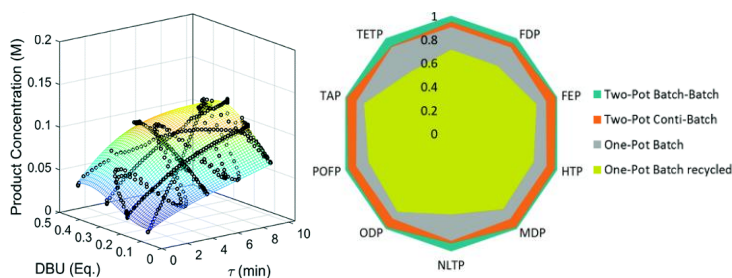 Product Concentration (M)
0.2
0.15
0.1
0.05
0
0.5
0.4
0.3
0.2
0.1
0
DBU (Eq.)
0
2
4
6
8
10
τ (min)
1
0.8
0.6
0.4
0.2
0
FDP
FEP
HTP
MDP
NLTP
ODP
POFP
TAP
TETP
Two-Pot Batch-Batch
Two-Pot Conti-Batch
One-Pot Batch
One-Pot Batch recycled